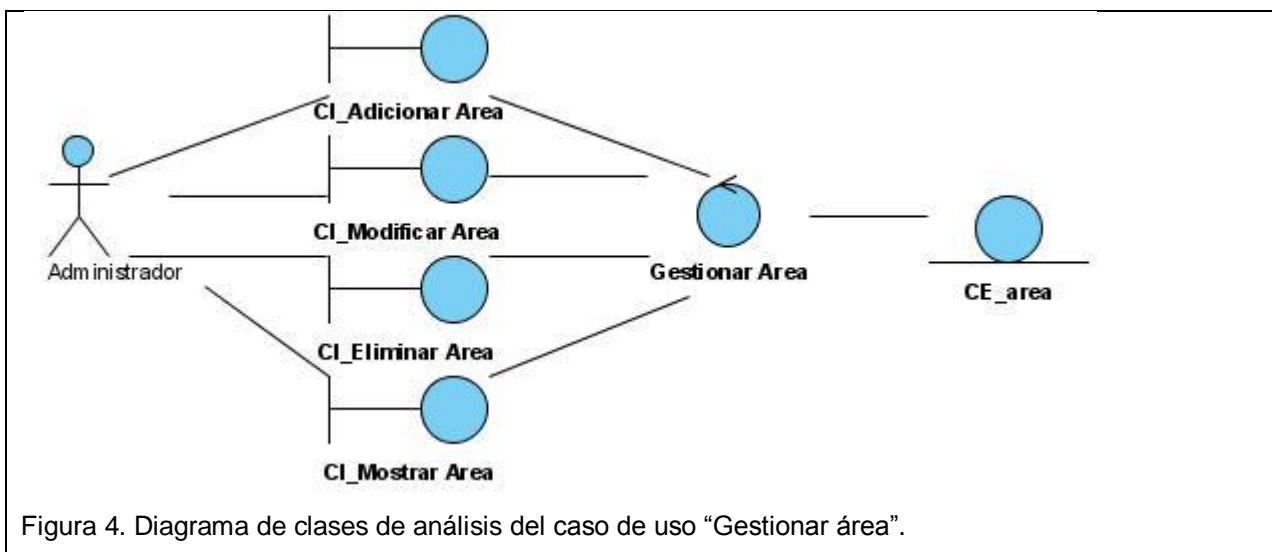 CI_Adicionar Area
CI_Modificar Area
Administrador
Gestionar Area
CE_area
CI_Eliminar Area
CI_Mostrar Area
Figura 4. Diagrama de clases de análisis del caso de uso “Gestionar área”.